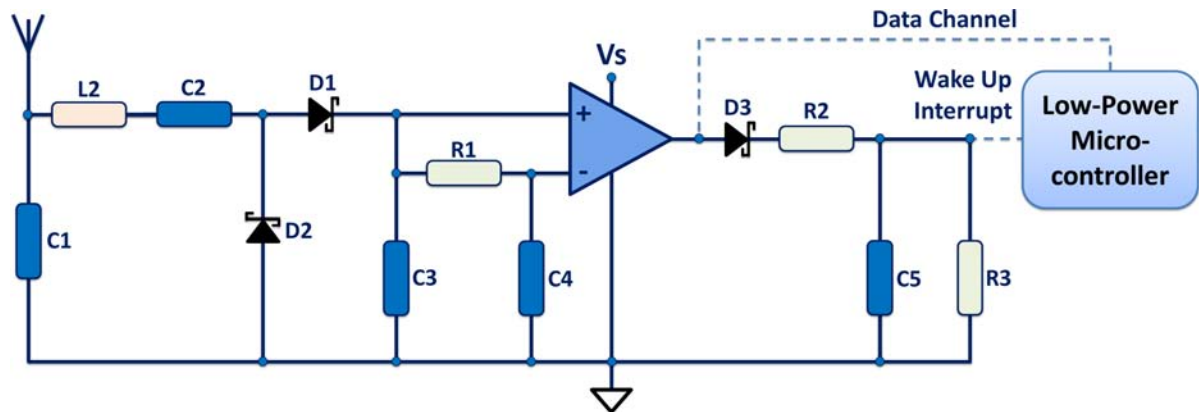 Data Channel
Vs
Wake Up
Interrupt
Low-Power
Micro-
controller
L2
C2
D1
D3
R2
+
R1
-
C1
D2
C3
C4
C5
R3